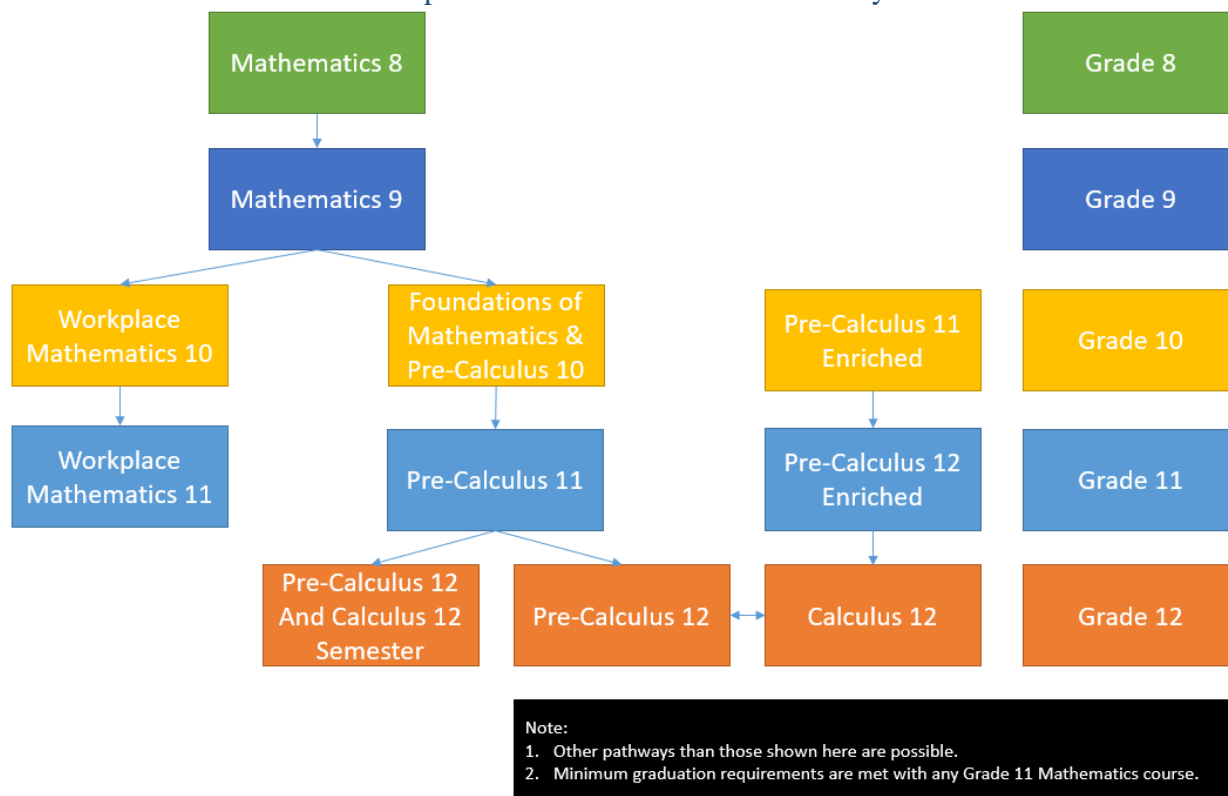 Mathematics 8
Grade 8
Mathematics 9
Grade 9
Workplace
Mathematics 10
Foundations of
Mathematics &
Pre-Calculus 10
Pre-Calculus 11
Enriched
Grade 10
Workplace
Mathematics 11
Pre-Calculus 11
Pre-Calculus 12
Enriched
Grade 11
Pre-Calculus 12
And Calculus 12
Semester
Pre-Calculus 12
Calculus 12
Grade 12
Note:
1. Other pathways than those shown here are possible.
2. Minimum graduation requirements are met with any Grade 11 Mathematics course.